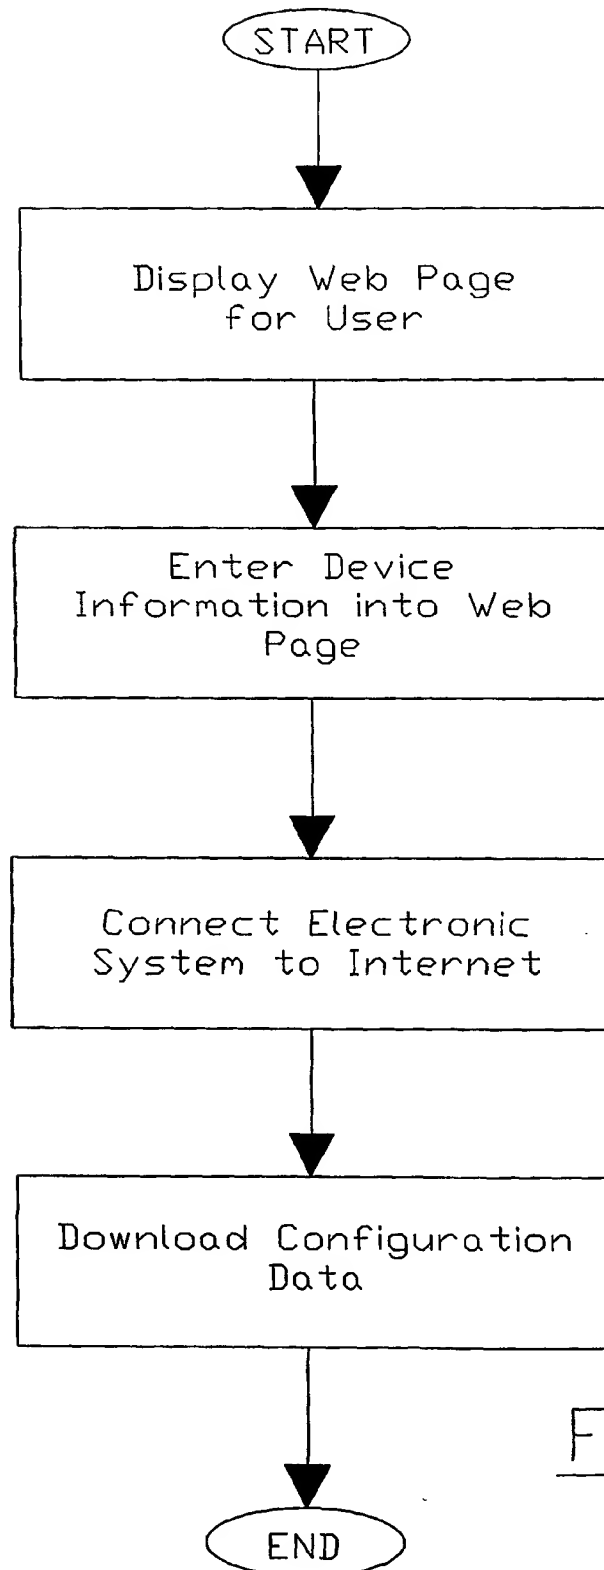 START
Display Web Page
for User
Enter Device
Information into Web
Page
Connect Electronic
System to Internet
Download Configuration
Data
F
END